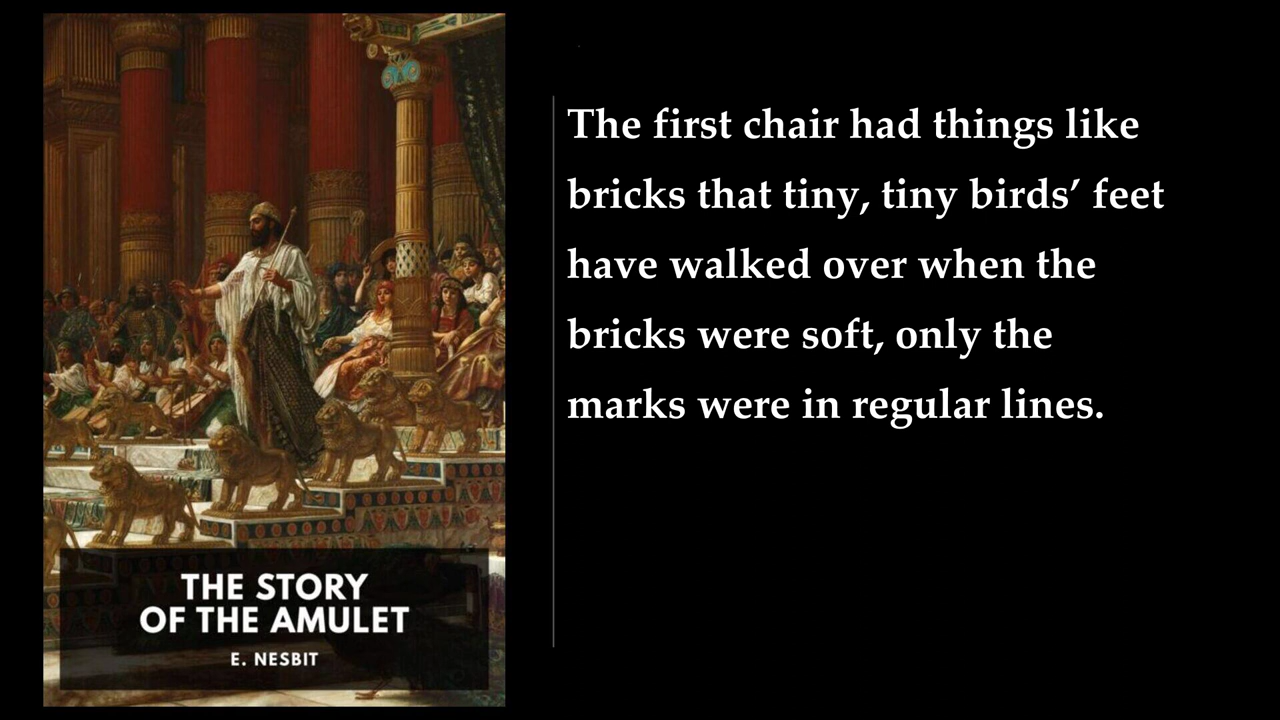 The first chair had things like
bricks that tiny, tiny birds’ feet
have walked over when the
bricks were soft, only the
marks were in regular lines.
THE STORY
OF THE AMULET
E. NESBIT